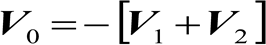 V₀ = −[V₁ + V₂]